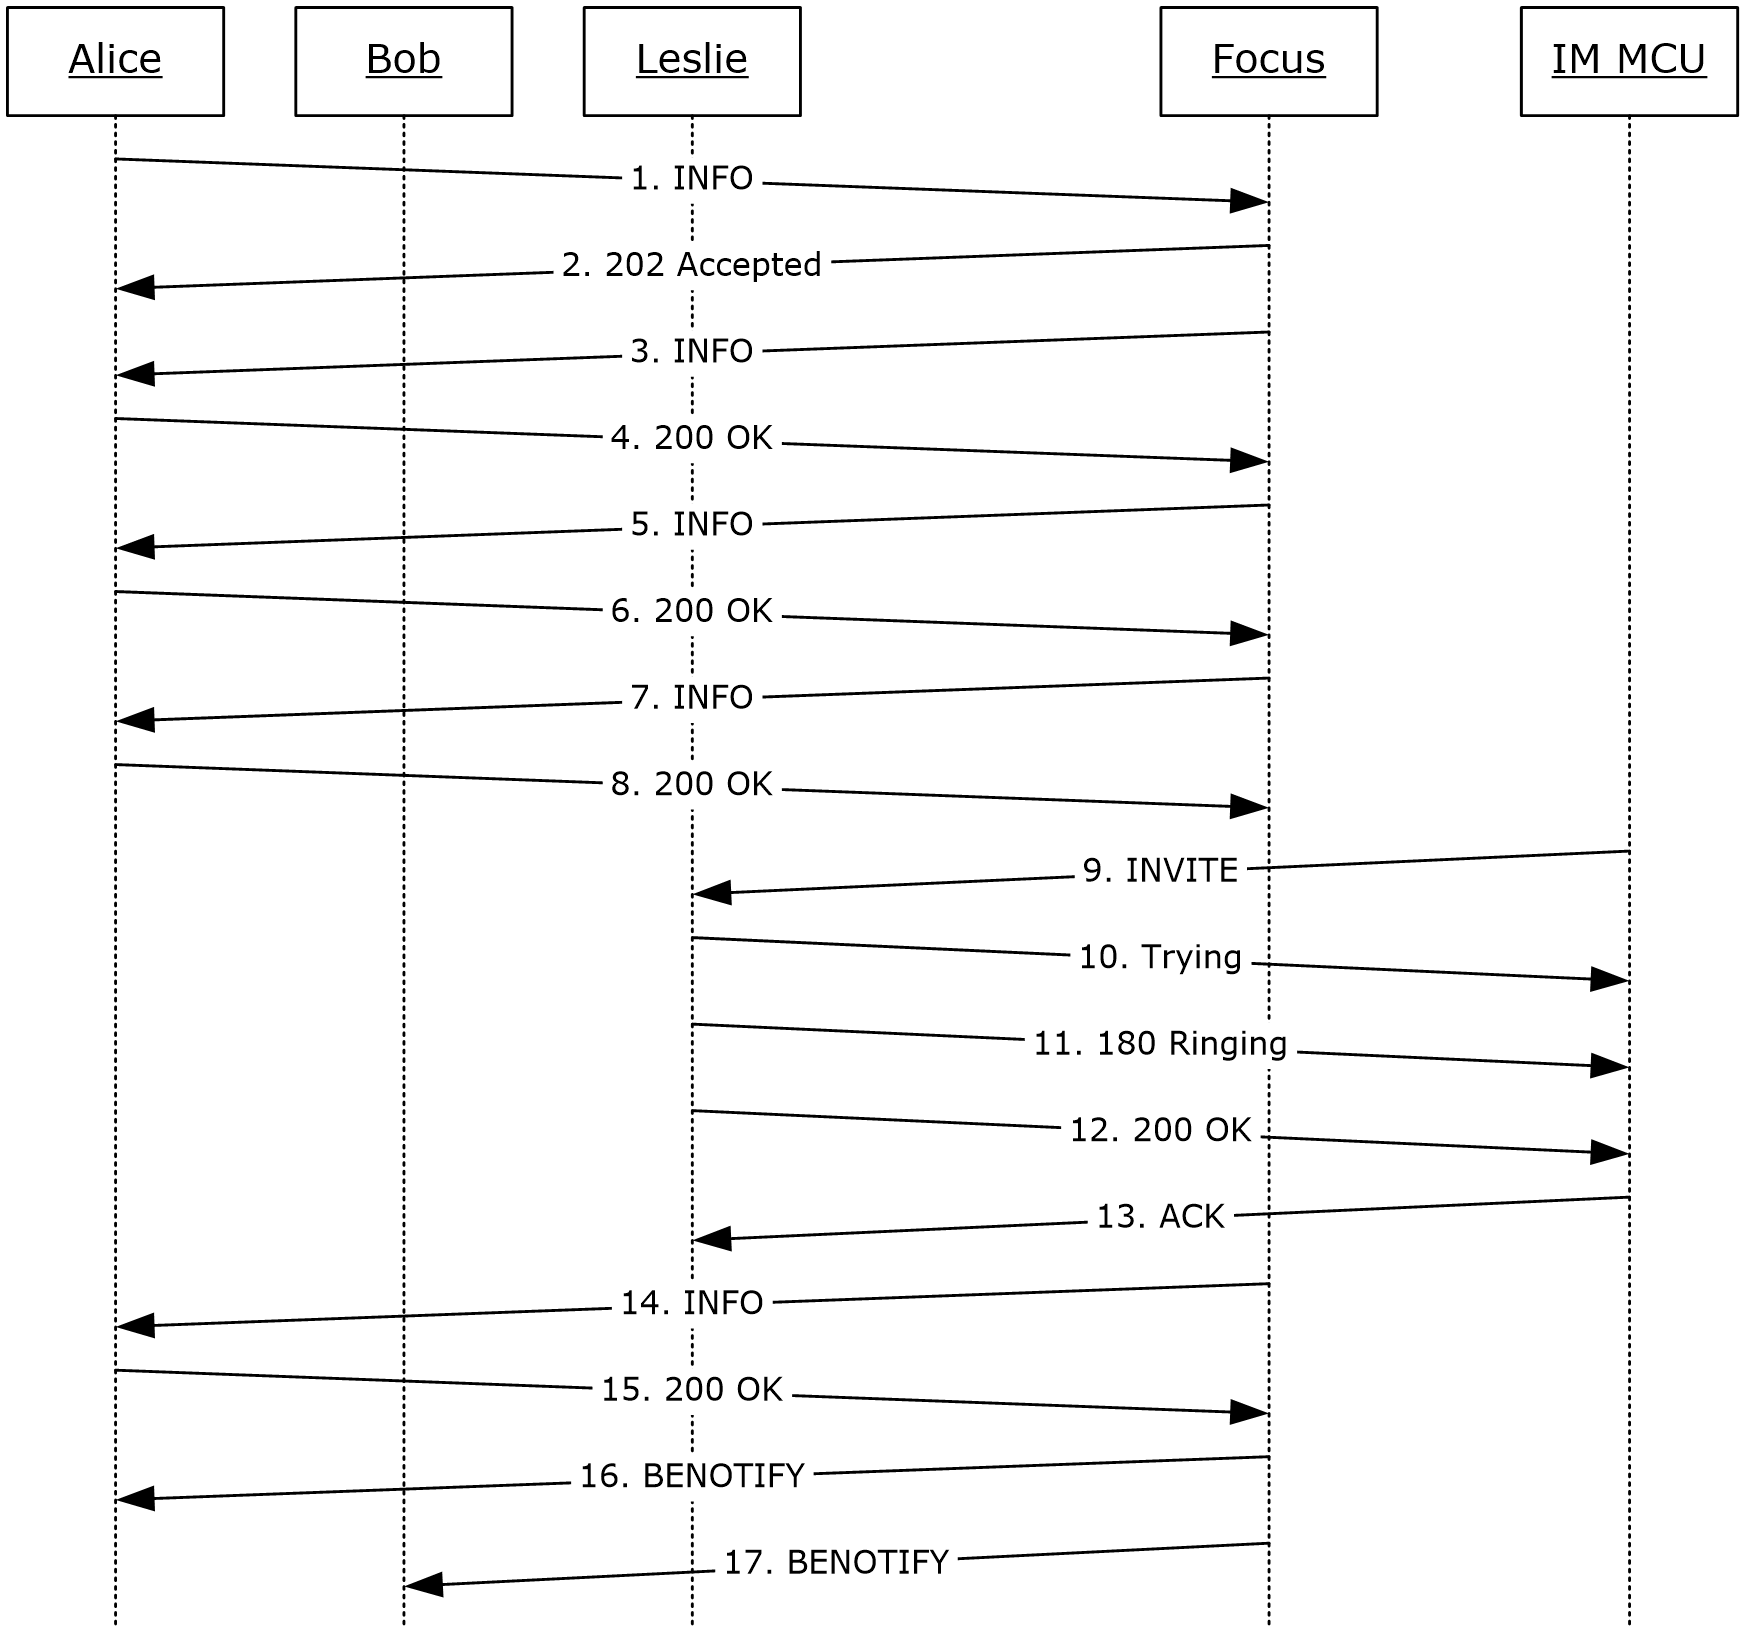 Alice
Bob
Leslie
Focus
IM MCU
1. INFO
2. 202 Accepted
3. INFO
4. 200 OK
5. INFO
6. 200 OK
7. INFO
8. 200 OK
9. INVITE
10. Trying
11. 180 Ringing
12. 200 OK
13. ACK
14. INFO
15. 200 OK
16. BENOTIFY
17. BENOTIFY